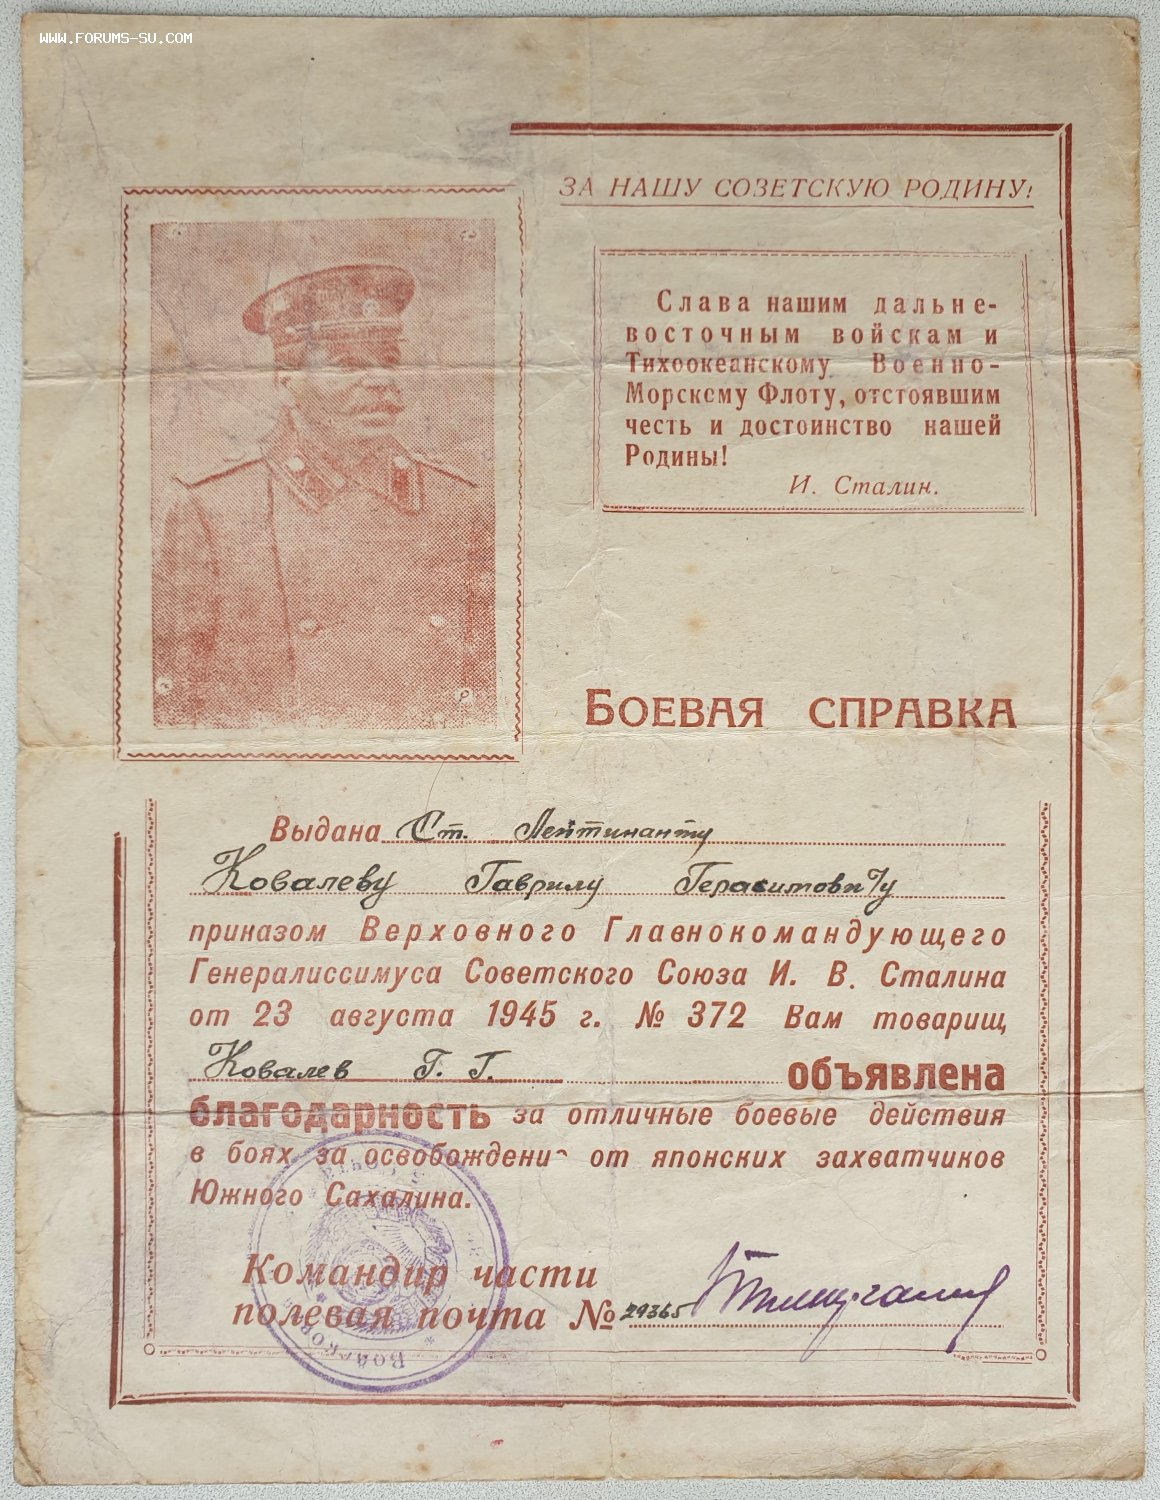 WWW.FORUMS-SU.COM
ЗА НАШУ СОВЕТСКУЮ РОДИНУ!
Слава нашим дальне-
восточным войскам и
Тихоокеанскому Военно-
Морскому Флоту, отстоявшим
честь и достоинство нашей
Родины!
И. Сталин.
БОЕВАЯ СПРАВКА
Выдана Ст. Лейтинанту
Ковалеву Гаврилу Герасимовичу
приказом Верховного Главнокомандующего
Генералиссимуса Советского Союза И. В. Сталина
от 23 августа 1945 г. № 372 Вам товарищ
Ковалев Г. Г. объявлена
благодарность за отличные боевые действия
в боях за освобождени от японских захватчиков
Южного Сахалина.
Командир части
полевая почта № 29365